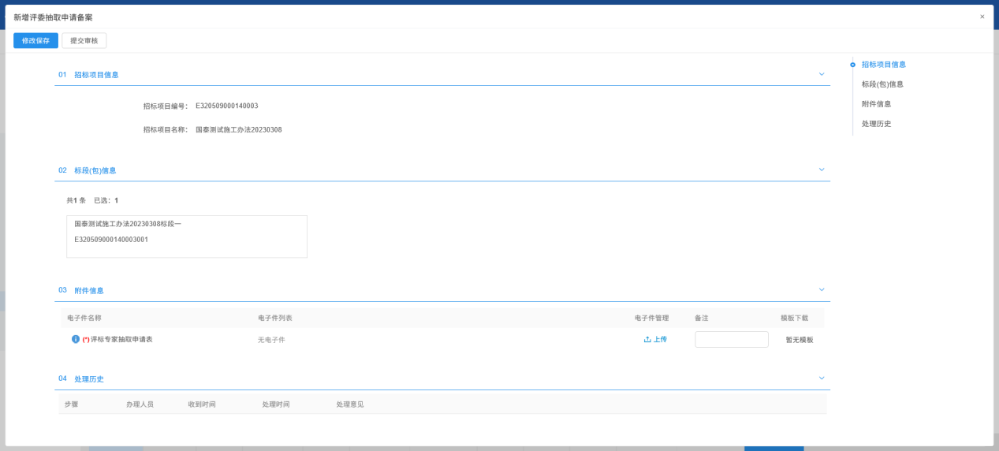 新增评委抽取申请备案
×
修改保存 提交审核
01 招标项目信息
招标项目编号： E320509000140003
招标项目名称： 国泰测试施工办法20230308
02 标段(包)信息
共1 条 已选：1
国泰测试施工办法20230308标段一
E320509000140003001
03 附件信息
电子件名称 电子件列表 电子件管理 备注 模板下载
(*)评标专家抽取申请表 无电子件 上传 暂无模板
04 处理历史
步骤 办理人员 收到时间 处理时间 处理意见
招标项目信息
标段(包)信息
附件信息
处理历史